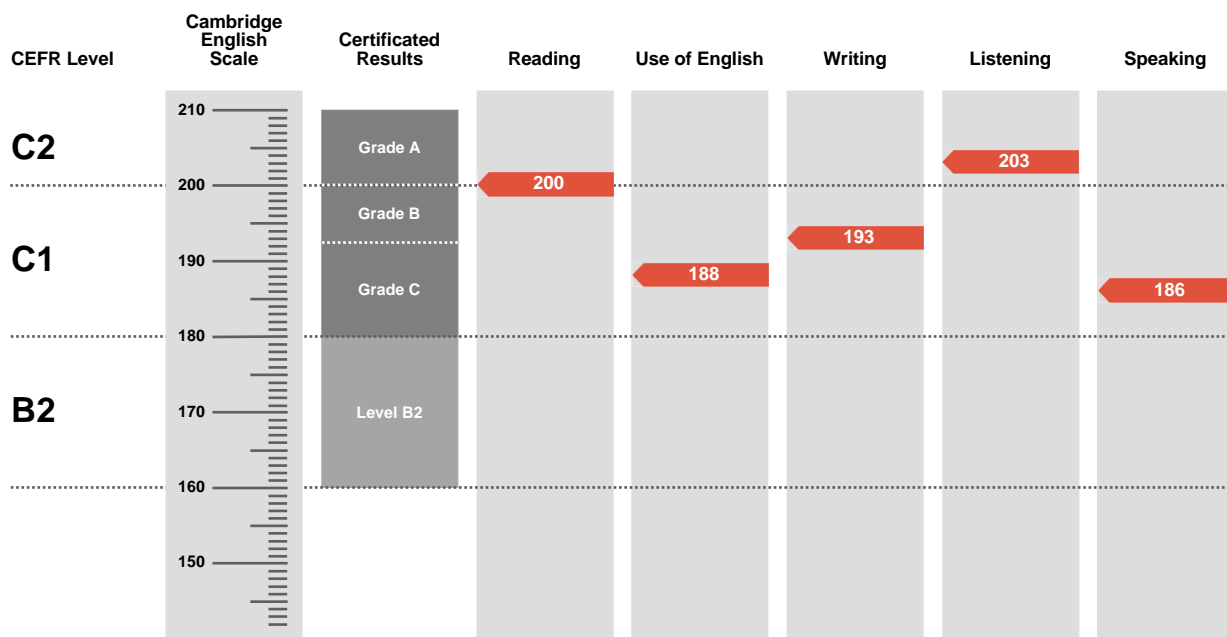 CEFR Level
Cambridge
English
Scale
Certificated
Results
Reading
Use of English
Writing
Listening
Speaking
210
C2
Grade A
203
200
200
Grade B
193
C1
190
188
Grade C
186
180
B2
170
Level B2
160
150